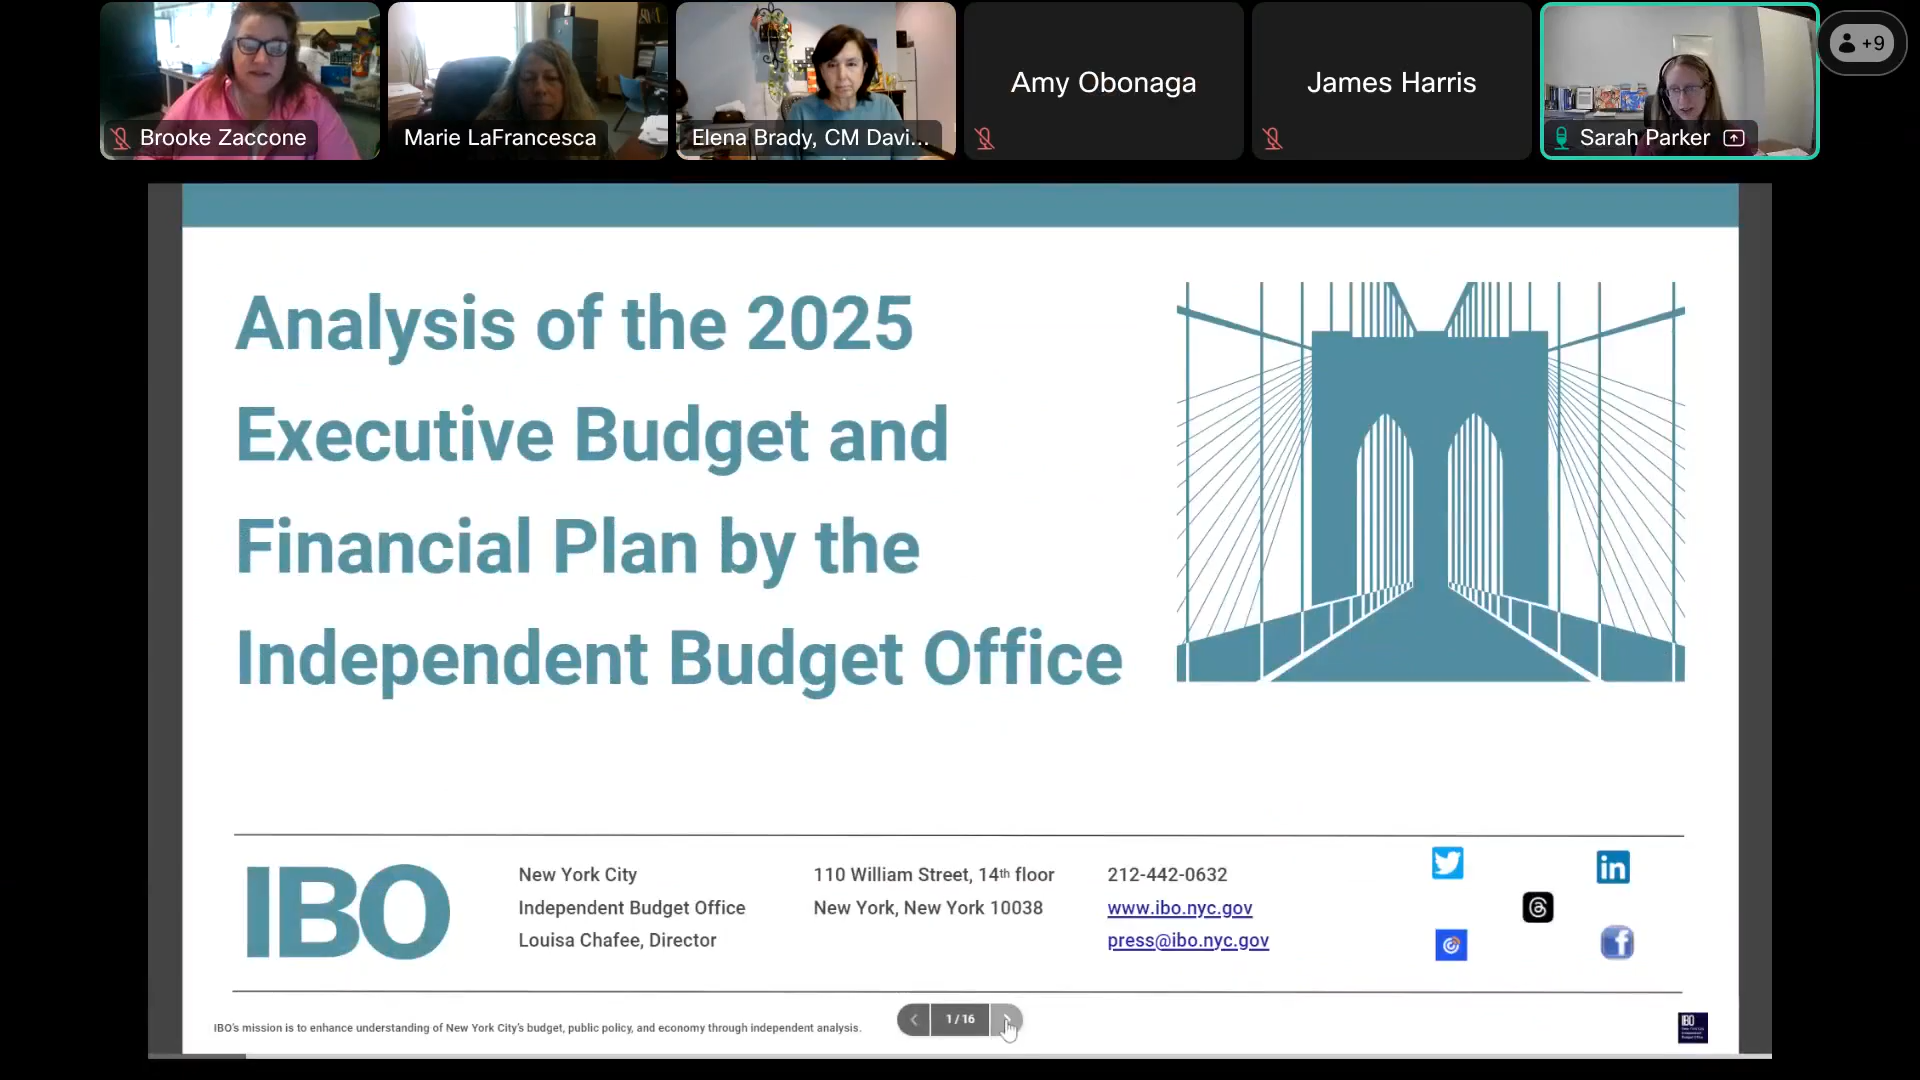 Brooke Zaccone
Marie LaFrancesca
Elena Brady, CM Davi...
Amy Obonaga
James Harris
Sarah Parker
+9
Analysis of the 2025
Executive Budget and
Financial Plan by the
Independent Budget Office
IBO
New York City
Independent Budget Office
Louisa Chafee, Director
110 William Street, 14th floor
New York, New York 10038
212-442-0632
www.ibo.nyc.gov
press@ibo.nyc.gov
in
f
IBO's mission is to enhance understanding of New York City's budget, public policy, and economy through independent analysis.
1 / 16
IBO